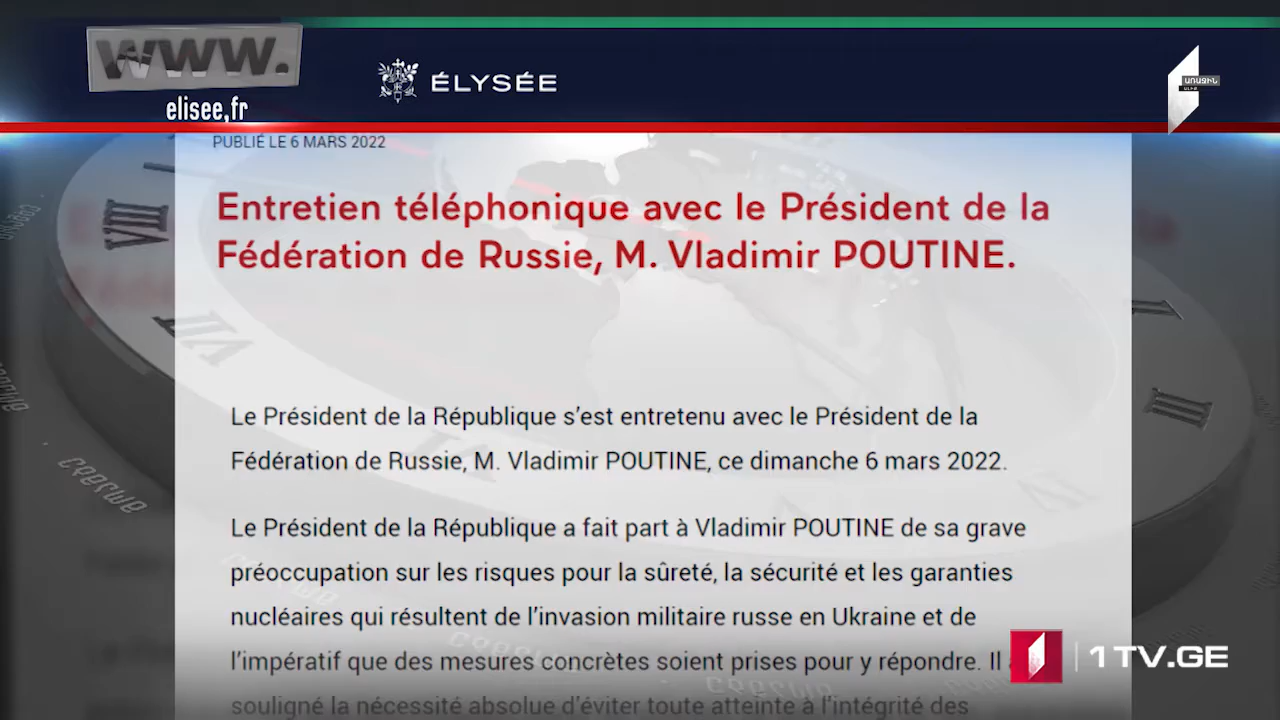 www.
elisee,fr
ÉLYSÉE
ԱՌԱՋԻՆ
ԱԼԻՔ
PUBLIÉ LE 6 MARS 2022
Entretien téléphonique avec le Président de la
Fédération de Russie, M. Vladimir POUTINE.
Le Président de la République s’est entretenu avec le Président de la
Fédération de Russie, M. Vladimir POUTINE, ce dimanche 6 mars 2022.
Le Président de la République a fait part à Vladimir POUTINE de sa grave
préoccupation sur les risques pour la sûreté, la sécurité et les garanties
nucléaires qui résultent de l’invasion militaire russe en Ukraine et de
l’impératif que des mesures concrètes soient prises pour y répondre. Il a
souligné la nécessité absolue d’éviter toute atteinte à l’intégrité des
1TV.GE
VIII
VII